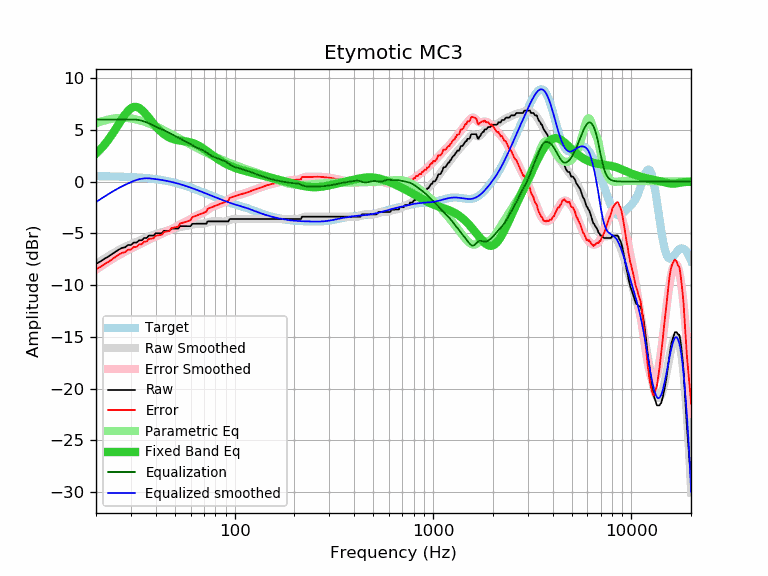 Etymotic MC3
10
5
0
−5
−10
−15
−20
−25
−30
Amplitude (dBr)
Target
Raw Smoothed
Error Smoothed
Raw
Error
Parametric Eq
Fixed Band Eq
Equalization
Equalized smoothed
100
1000
10000
Frequency (Hz)